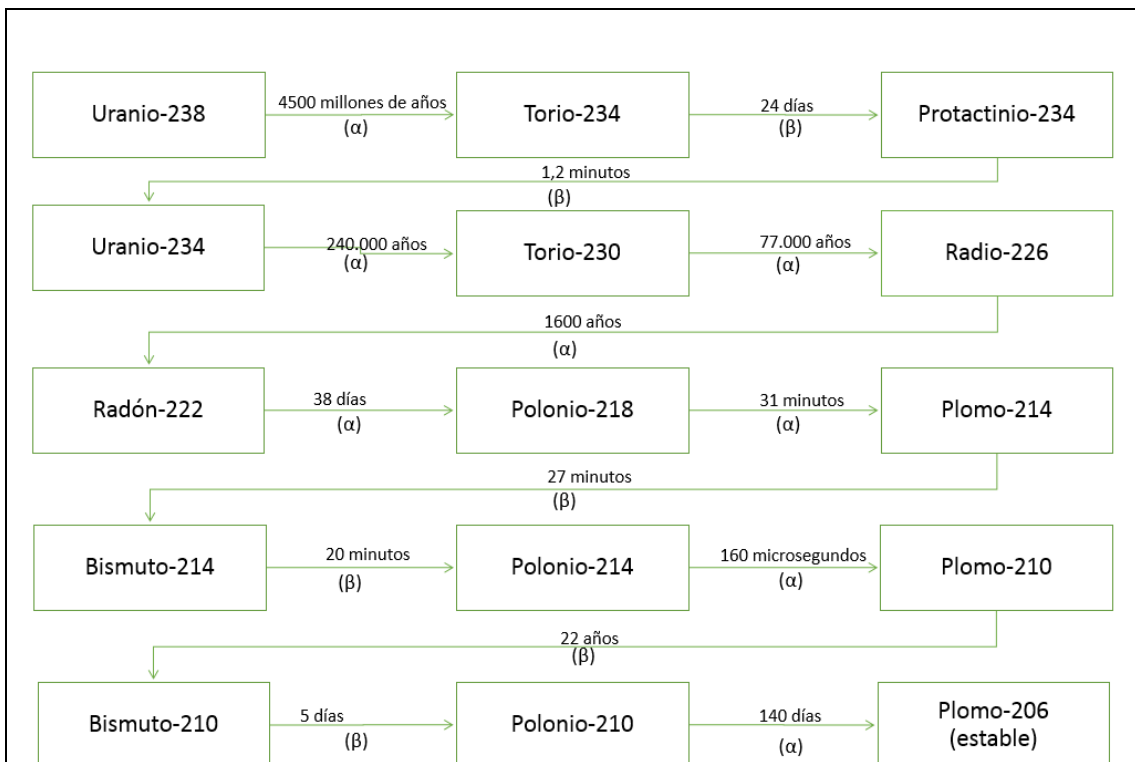 Uranio-238
4500 millones de años
(α)
Torio-234
24 días
(β)
Protactinio-234
1,2 minutos
(β)
Uranio-234
240.000 años
(α)
Torio-230
77.000 años
(α)
Radio-226
1600 años
(α)
Radón-222
38 días
(α)
Polonio-218
31 minutos
(α)
Plomo-214
27 minutos
(β)
Bismuto-214
20 minutos
(β)
Polonio-214
160 microsegundos
(α)
Plomo-210
22 años
(β)
Bismuto-210
5 días
(β)
Polonio-210
140 días
(α)
Plomo-206
(estable)